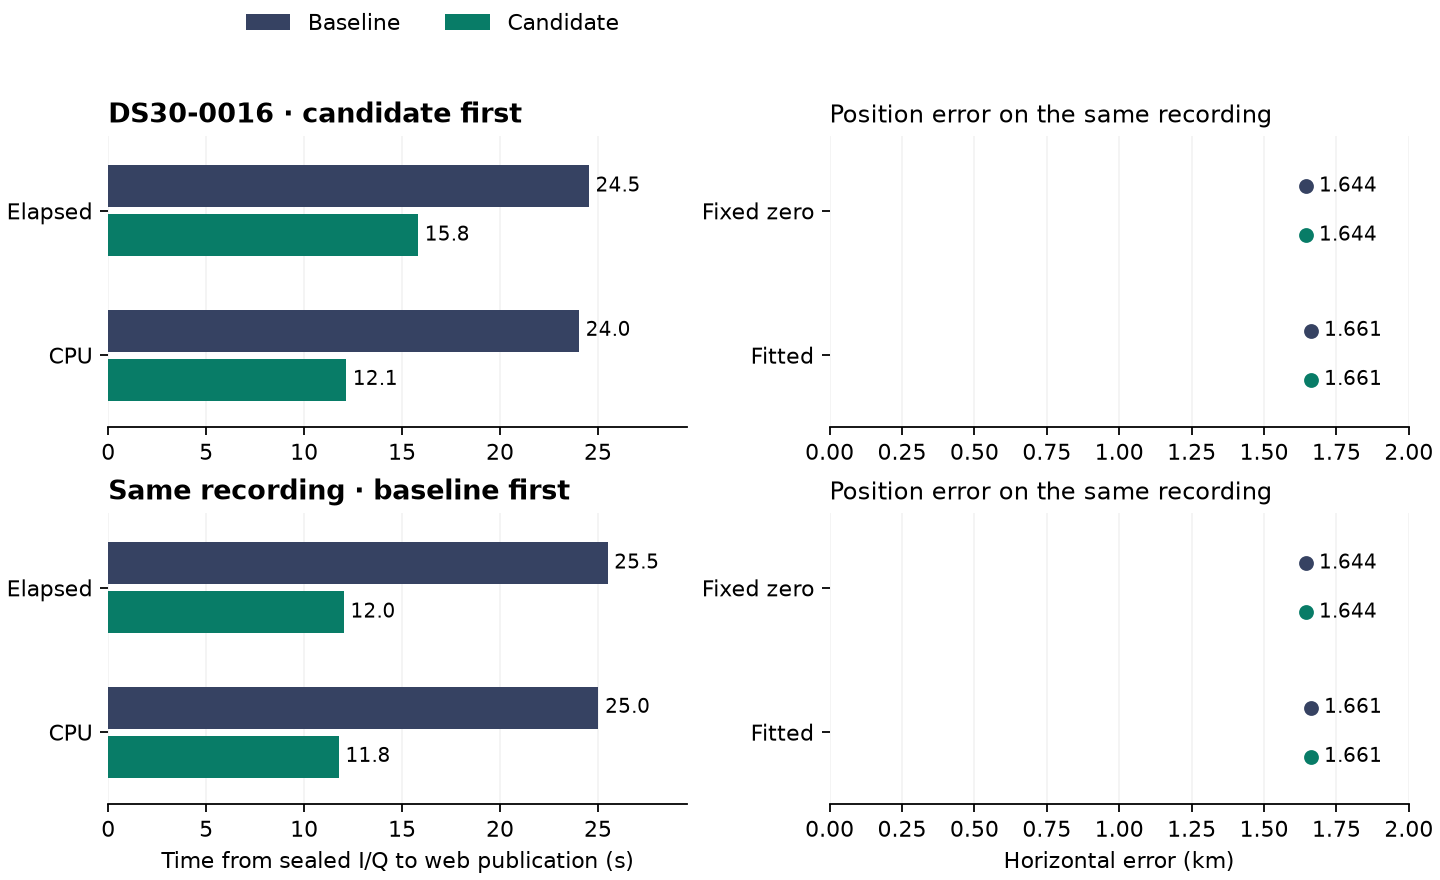 Baseline Candidate
DS30-0016 · candidate first
Elapsed
24.5
15.8
CPU
24.0
12.1
0 5 10 15 20 25
Position error on the same recording
Fixed zero
1.644
1.644
Fitted
1.661
1.661
0.00 0.25 0.50 0.75 1.00 1.25 1.50 1.75 2.00
Same recording · baseline first
Elapsed
25.5
12.0
CPU
25.0
11.8
0 5 10 15 20 25
Time from sealed I/Q to web publication (s)
Position error on the same recording
Fixed zero
1.644
1.644
Fitted
1.661
1.661
0.00 0.25 0.50 0.75 1.00 1.25 1.50 1.75 2.00
Horizontal error (km)